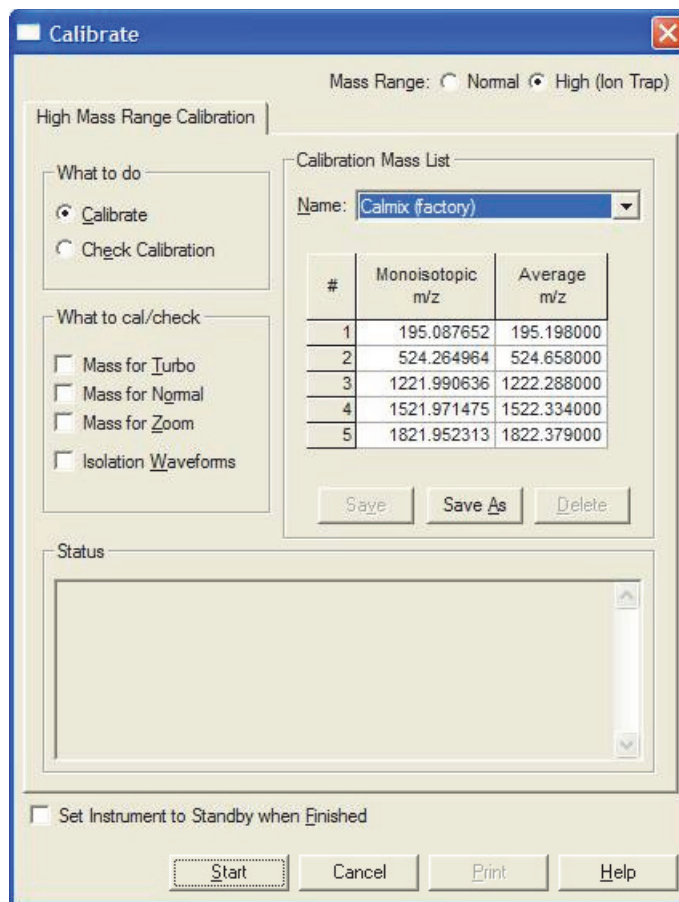 Calibrate
Mass Range: Normal High (Ion Trap)
High Mass Range Calibration
What to do
Calibrate
Check Calibration
What to cal/check
Mass for Turbo
Mass for Normal
Mass for Zoom
Isolation Waveforms
Calibration Mass List
Name: Calmix (factory)
# Monoisotopic m/z Average m/z
1 195.087652 195.198000
2 524.264964 524.658000
3 1221.990636 1222.288000
4 1521.971475 1522.334000
5 1821.952313 1822.379000
Save Save As Delete
Status
Set Instrument to Standby when Finished
Start Cancel Print Help